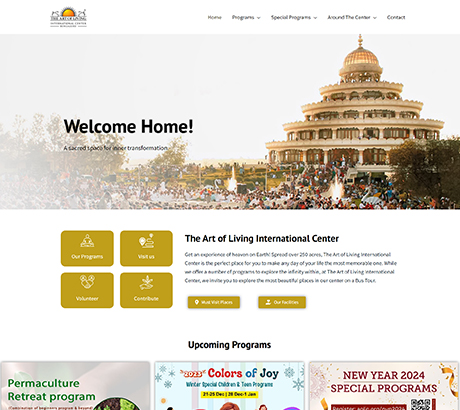 THE ART OF LIVING
INTERNATIONAL CENTER
Home
Programs
Special Programs
Around The Center
Contact
Welcome Home!
A sacred space for inner transformation
Our Programs
Visit us
Volunteer
Contribute
The Art of Living International Center
Get an experience of heaven on Earth! Spread over 250 acres, The Art of Living International
Center is the perfect place for you to make any day of your life the most memorable one. While
we offer a number of programs to explore the infinity within, at The Art of Living International
center, we invite you to explore the most beautiful places in our center on a Bus Tour.
Must Visit Places
Our Facilities
Upcoming Programs
Permaculture
Retreat program
Combination of beginners program & beyond
2023
Colors of Joy
Winter Special Children & Teen Programs
21-25 Dec | 28 Dec-1 Jan
NEW YEAR 2024
SPECIAL PROGRAMS